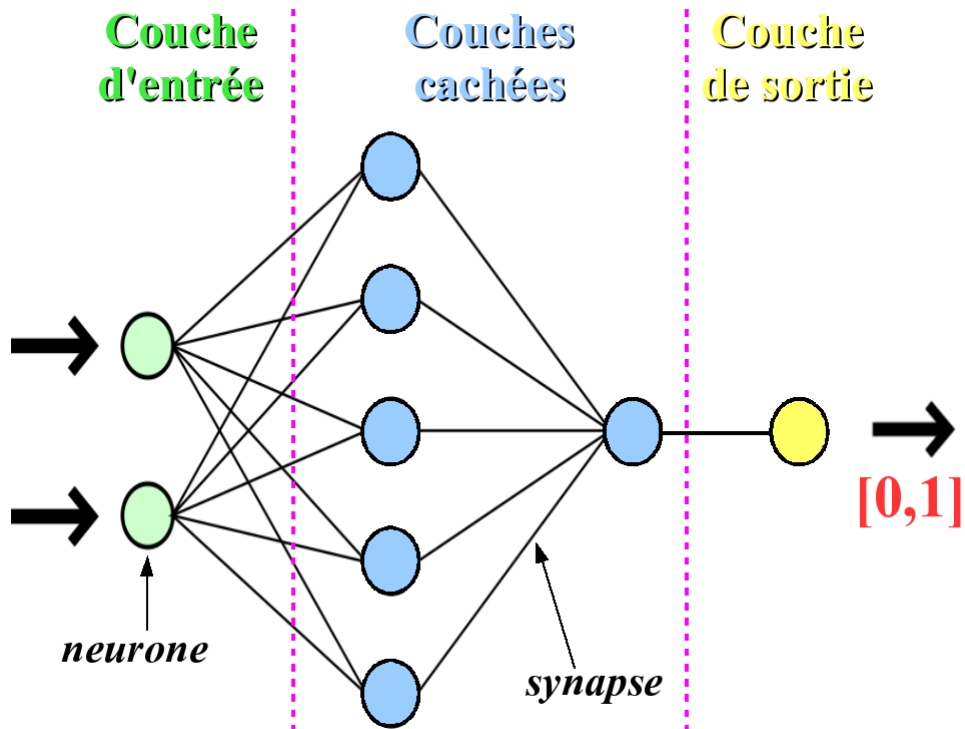 Couche
d'entrée
Couches
cachées
Couche
de sortie
[0,1]
neurone
synapse